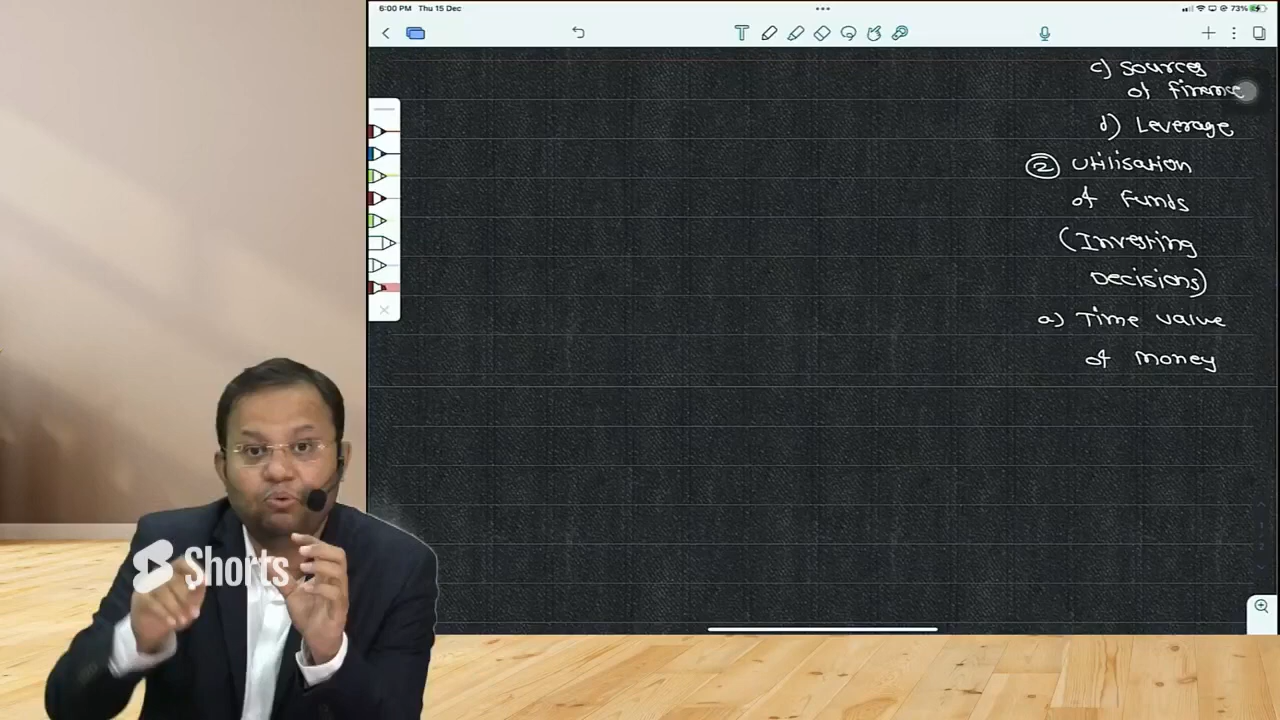 6:00 PM Thu 15 Dec
73%
c) Sources
of Finance
d) Leverage
② Utilisation
of Funds
(Investing
Decisions)
a) Time value
of Money
Shorts